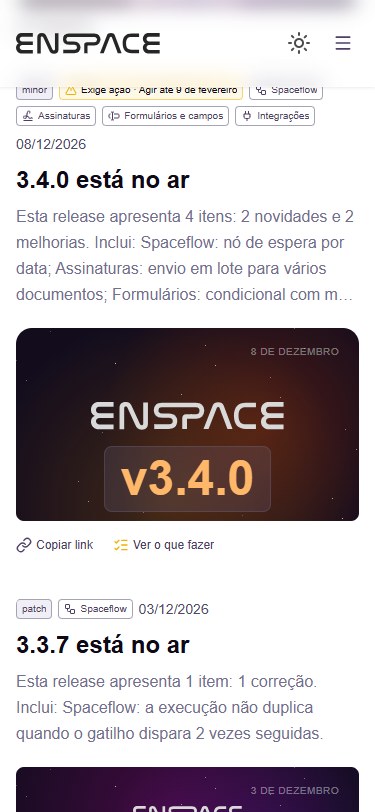 ENSPACE
minor
Exige ação · Agir até 9 de fevereiro
Spaceflow
Assinaturas
Formulários e campos
Integrações
08/12/2026
3.4.0 está no ar
Esta release apresenta 4 itens: 2 novidades e 2
melhorias. Inclui: Spaceflow: nó de espera por
data; Assinaturas: envio em lote para vários
documentos; Formulários: condicional com m…
8 DE DEZEMBRO
ENSPACE
v3.4.0
Copiar link
Ver o que fazer
patch
Spaceflow
03/12/2026
3.3.7 está no ar
Esta release apresenta 1 item: 1 correção.
Inclui: Spaceflow: a execução não duplica
quando o gatilho dispara 2 vezes seguidas.
3 DE DEZEMBRO
ENSPACE